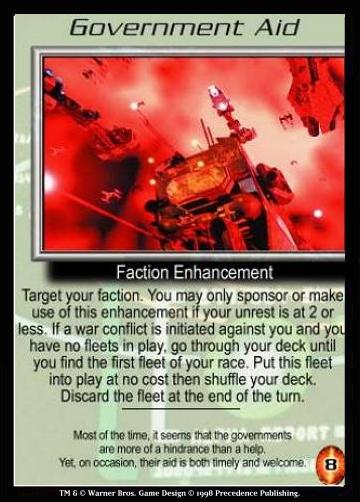 Government Aid
Faction Enhancement
Target your faction. You may only sponsor or make
use of this enhancement if your unrest is at 2 or
less. If a war conflict is initiated against you and you
have no fleets in play, go through your deck until
you find the first fleet of your race. Put this fleet
into play at no cost then shuffle your deck.
Discard the fleet at the end of the turn.
Most of the time, it seems that the governments
are more of a hindrance than a help.
Yet, on occasion, their aid is both timely and welcome.
8
TM & © Warner Bros. Game Design © 1998 Precedence Publishing.